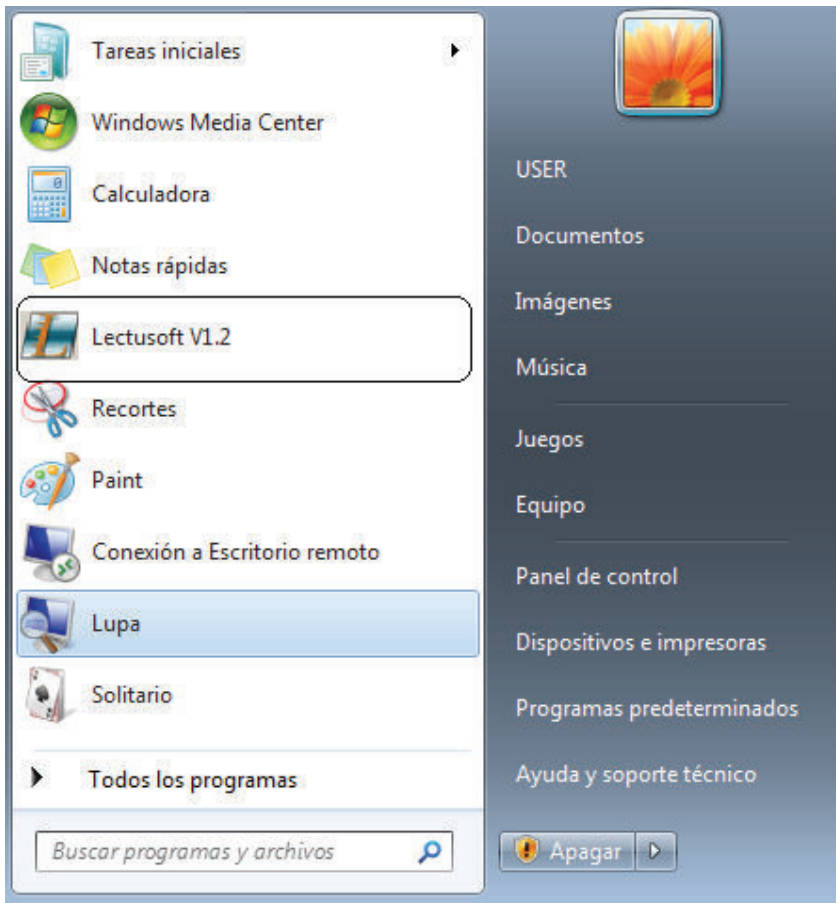 Tareas iniciales
Windows Media Center
Calculadora
Notas rápidas
Lectusoft V1.2
Recortes
Paint
Conexión a Escritorio remoto
Lupa
Solitario
Todos los programas
Buscar programas y archivos
USER
Documentos
Imágenes
Música
Juegos
Equipo
Panel de control
Dispositivos e impresoras
Programas predeterminados
Ayuda y soporte técnico
Apagar